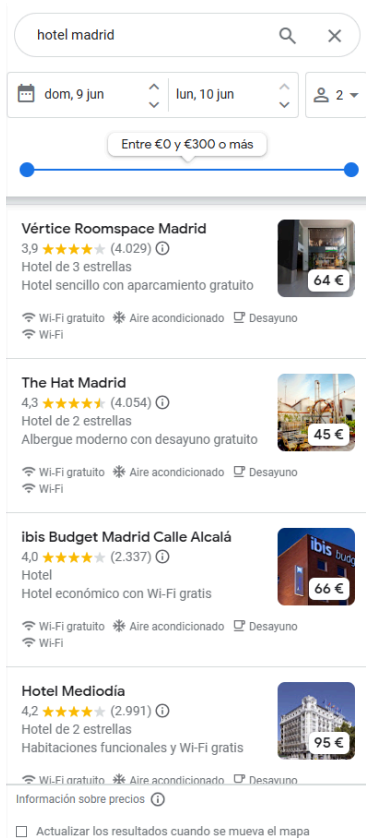 hotel madrid
dom, 9 jun lun, 10 jun 2
Entre €0 y €300 o más
Vértice Roomspace Madrid
3,9 (4.029)
Hotel de 3 estrellas
Hotel sencillo con aparcamiento gratuito
64 €
Wi-Fi gratuito Aire acondicionado Desayuno
Wi-Fi
The Hat Madrid
4,3 (4.054)
Hotel de 2 estrellas
Albergue moderno con desayuno gratuito
45 €
Wi-Fi gratuito Aire acondicionado Desayuno
Wi-Fi
ibis Budget Madrid Calle Alcalá
4,0 (2.337)
Hotel
Hotel económico con Wi-Fi gratis
ibis budg
66 €
Wi-Fi gratuito Aire acondicionado Desayuno
Wi-Fi
Hotel Mediodía
4,2 (2.991)
Hotel de 2 estrellas
Habitaciones funcionales y Wi-Fi gratis
95 €
Wi-Fi gratuito Aire acondicionado Desayuno
Información sobre precios
Actualizar los resultados cuando se mueva el mapa